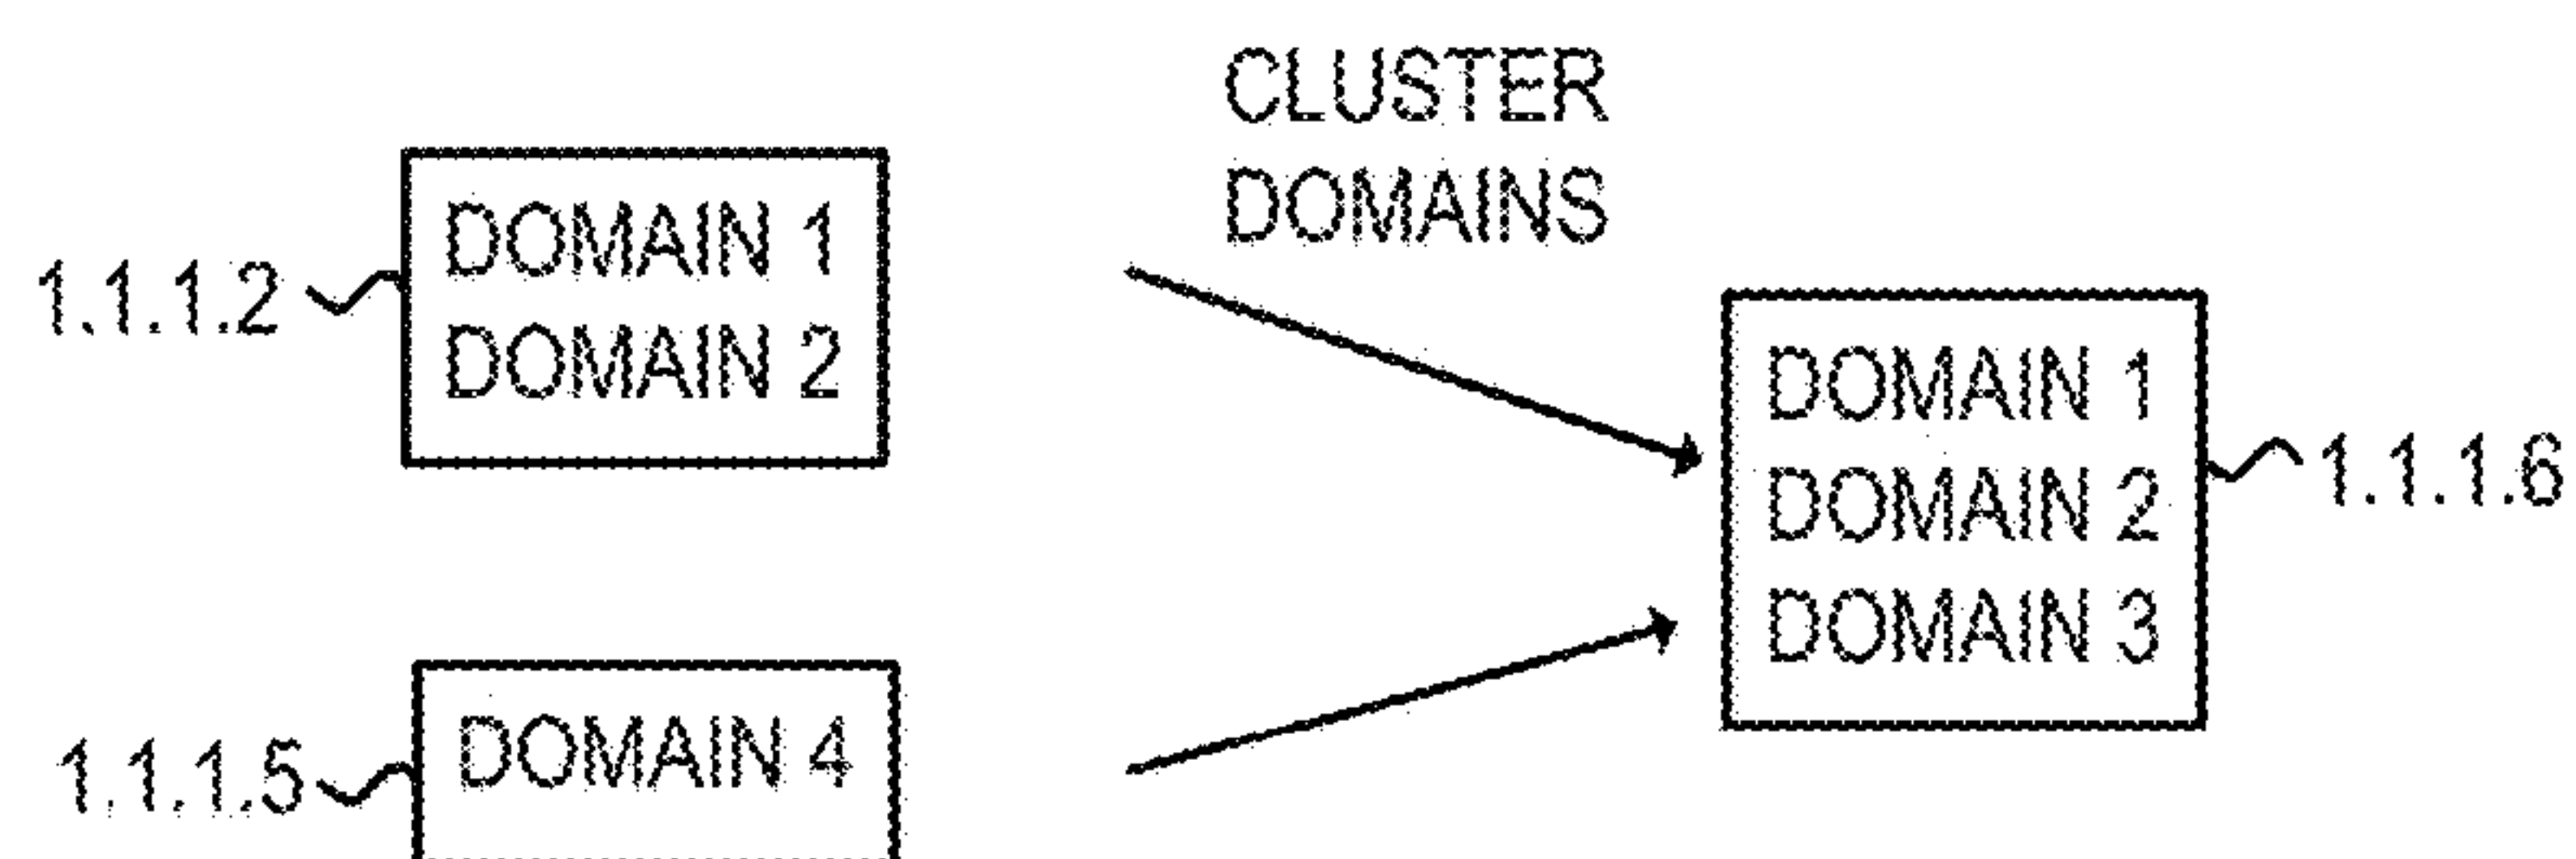 CLUSTER
DOMAINS
1.1.1.2
DOMAIN 1
DOMAIN 2
DOMAIN 1
DOMAIN 2
DOMAIN 3
1.1.1.6
1.1.1.5
DOMAIN 4